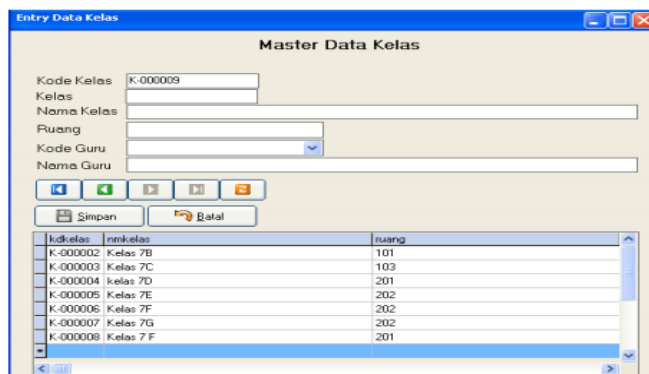 Entry Data Kelas
Master Data Kelas
Kode Kelas K-000009
Kelas
Nama Kelas
Ruang
Kode Guru
Nama Guru
Simpan Batal
kdkelas nmkelas ruang
K-000002 Kelas 7B 101
K-000003 Kelas 7C 103
K-000004 kelas 7D 201
K-000005 Kelas 7E 202
K-000006 Kelas 7F 202
K-000007 Kelas 7G 202
K-000008 Kelas 7 F 201